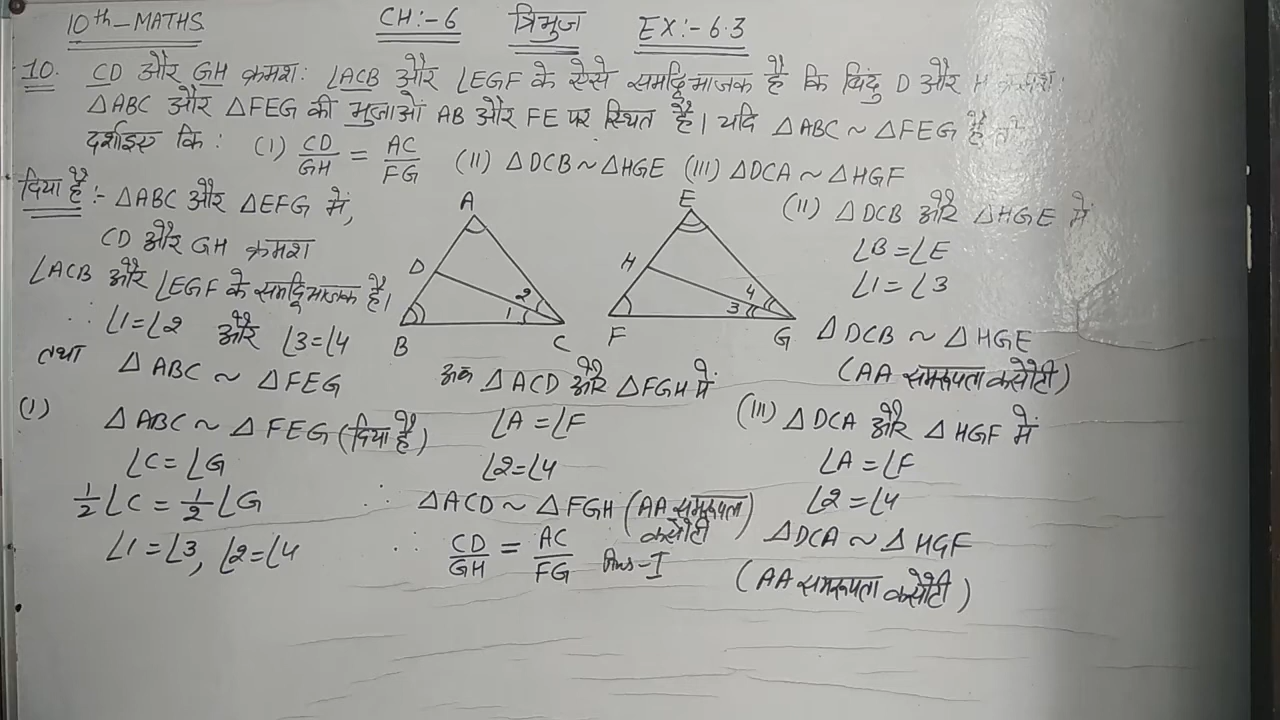 10th-MATHS CH:-6 त्रिभुज EX:-6.3
10. CD और GH क्रमश: ∠ACB और ∠EGF के ऐसे समद्विभाजक है कि बिंदु D और H क्रमश:
△ABC और △FEG की भुजाओं AB और FE पर स्थित है। यदि △ABC ~ △FEG है तो
दर्शाइए कि: (I) CD/GH = AC/FG (II) △DCB ~ △HGE (III) △DCA ~ △HGF
दिया है:- △ABC और △EFG में,
CD और GH क्रमश
∠ACB और ∠EGF के समद्विभाजक है।
∴ ∠1=∠2 और ∠3=∠4
तथा △ABC ~ △FEG
(I) △ABC ~ △FEG (दिया है)
∠C=∠G
1/2 ∠C = 1/2 ∠G
∠1=∠3, ∠2=∠4
A
D
B
C
2
1
E
H
F
G
4
3
अब △ACD और △FGH में
∠A=∠F
∠2=∠4
∴ △ACD ~ △FGH (AA समरूपता
कसौटी)
∴ CD/GH = AC/FG Ans-I
(II) △DCB और △HGE में
∠B=∠E
∠1=∠3
△DCB ~ △HGE
(AA समरूपता कसौटी)
(III) △DCA और △HGF में
∠A=∠F
∠2=∠4
△DCA ~ △HGF
(AA समरूपता कसौटी)